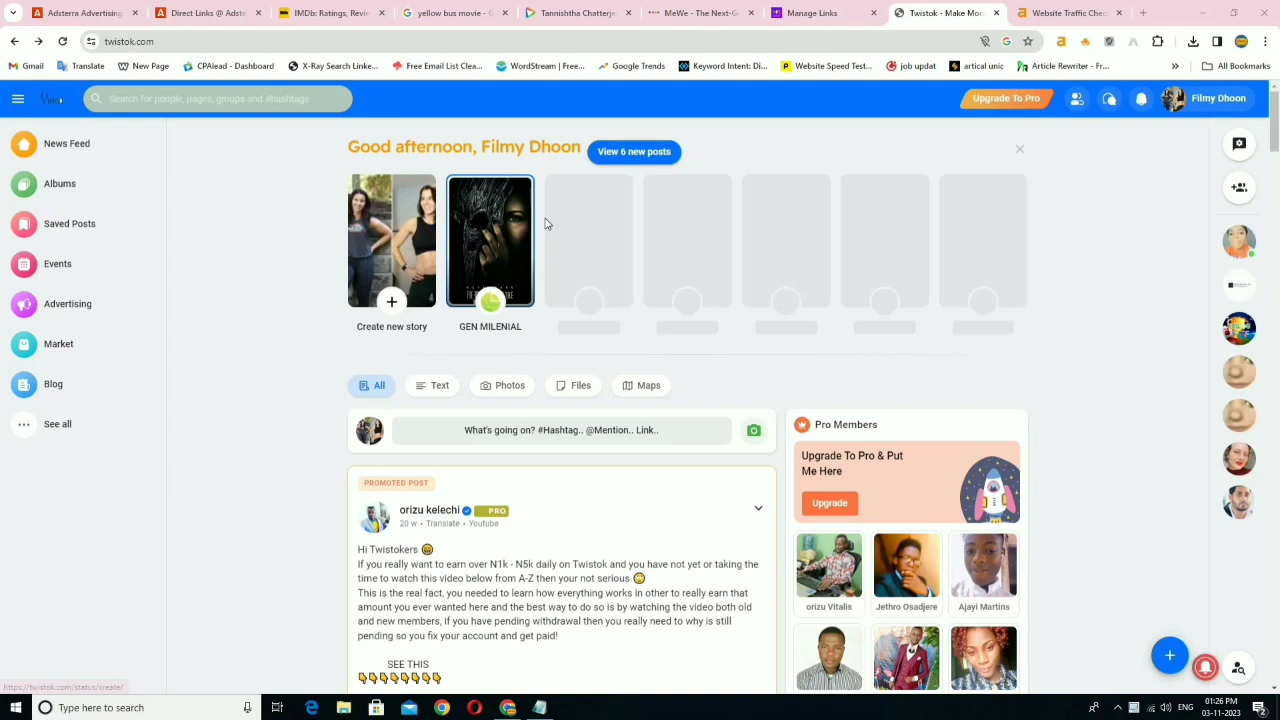 Adsterra Advertising
Direct Links @ Adste
IMDIbx: Ratings, Revi
yellow bus movie - G
Tannishtha Chatterje
MeWe - The Next-G
Manage Links
Twistok - Make Mon
Website Traffic Chec
twistok.com
Gmail
Translate
New Page
CPAlead - Dashboard
X-Ray Search Linke...
Free Email List Clea...
WordStream | Free...
Google Trends
Keyword Intent: Di...
Website Speed Test...
job updat
artical unic
Article Rewriter - Fr...
All Bookmarks
Search for people, pages, groups and #hashtags
Upgrade To Pro
Filmy Dhoon
News Feed
Albums
Saved Posts
Events
Advertising
Market
Blog
See all
Good afternoon, Filmy Dhoon
View 6 new posts
Create new story
GEN MILENIAL
All
Text
Photos
Files
Maps
What's going on? #Hashtag.. @Mention.. Link..
PROMOTED POST
orizu kelechi PRO
20 w • Translate • Youtube
Hi Twistokers
If you really want to earn over N1k - N5k daily on Twistok and you have not yet or taking the
time to watch this video below from A-Z then your not serious
This is the real fact, you needed to learn how everything works in other to really earn that
amount you ever wanted here and the best way to do so is by watching the video both old
and new members, if you have pending withdrawal then you really need to why is still
pending so you fix your account and get paid!
SEE THIS
Pro Members
Upgrade To Pro & Put
Me Here
Upgrade
orizu Vitalis
Jethro Osadjere
Ajayi Martins
https://twistok.com/status/create/
Type here to search
ENG
01:26 PM
03-11-2023
2